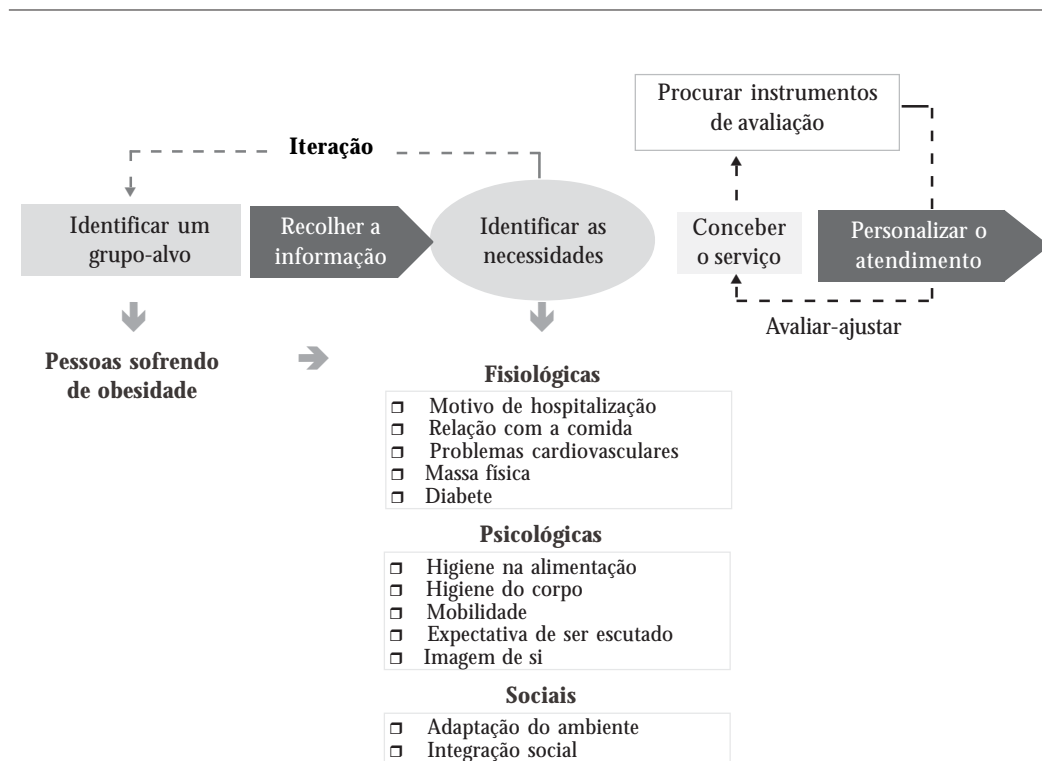 Procurar instrumentos
de avaliação
Iteração
Identificar um
grupo-alvo
Recolher a
informação
Identificar as
necessidades
Conceber
o serviço
Personalizar o
atendimento
Avaliar-ajustar
Pessoas sofrendo
de obesidade
Fisiológicas
❒ Motivo de hospitalização
❒ Relação com a comida
❒ Problemas cardiovasculares
❒ Massa física
❒ Diabete
Psicológicas
❒ Higiene na alimentação
❒ Higiene do corpo
❒ Mobilidade
❒ Expectativa de ser escutado
❒ Imagem de si
Sociais
❒ Adaptação do ambiente
❒ Integração social